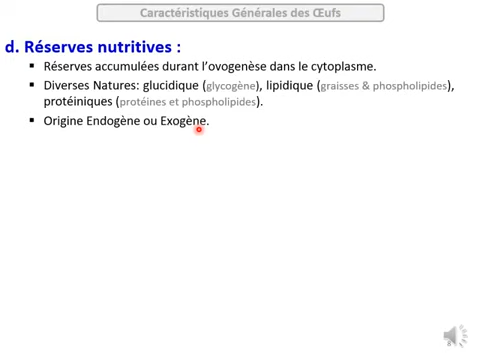 Caractéristiques Générales des Œufs
d. Réserves nutritives :
▪ Réserves accumulées durant l’ovogenèse dans le cytoplasme.
▪ Diverses Natures: glucidique (glycogène), lipidique (graisses & phospholipides),
protéiniques (protéines et phospholipides).
▪ Origine Endogène ou Exogène.